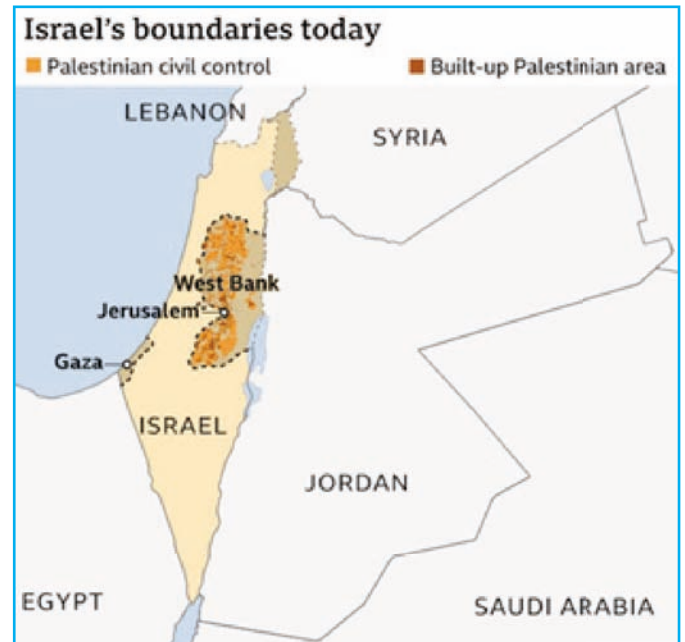 Israel's boundaries today
Palestinian civil control
Built-up Palestinian area
LEBANON
SYRIA
West Bank
Jerusalem
Gaza
ISRAEL
JORDAN
EGYPT
SAUDI ARABIA